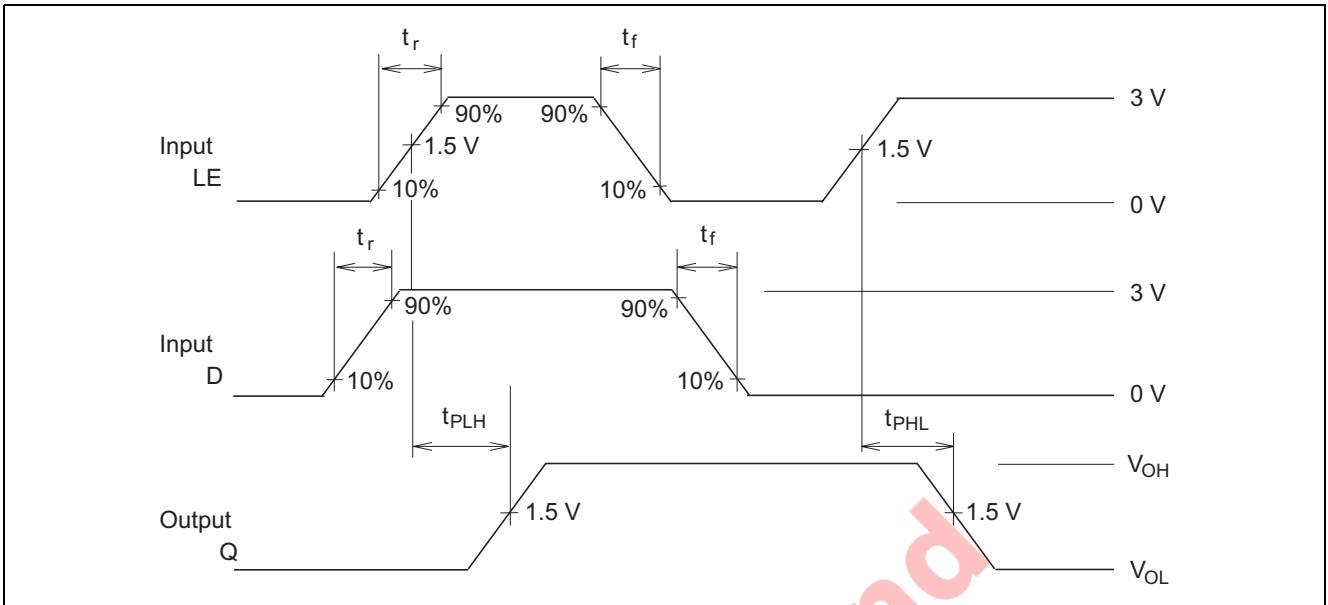 tr tf
90% 90% 3 V
Input 1.5 V 1.5 V
LE 10% 10%
0 V
tr tf
90% 90% 3 V
Input
D 10% 10%
0 V
tPLH tPHL
VOH
Output 1.5 V 1.5 V
Q
VOL